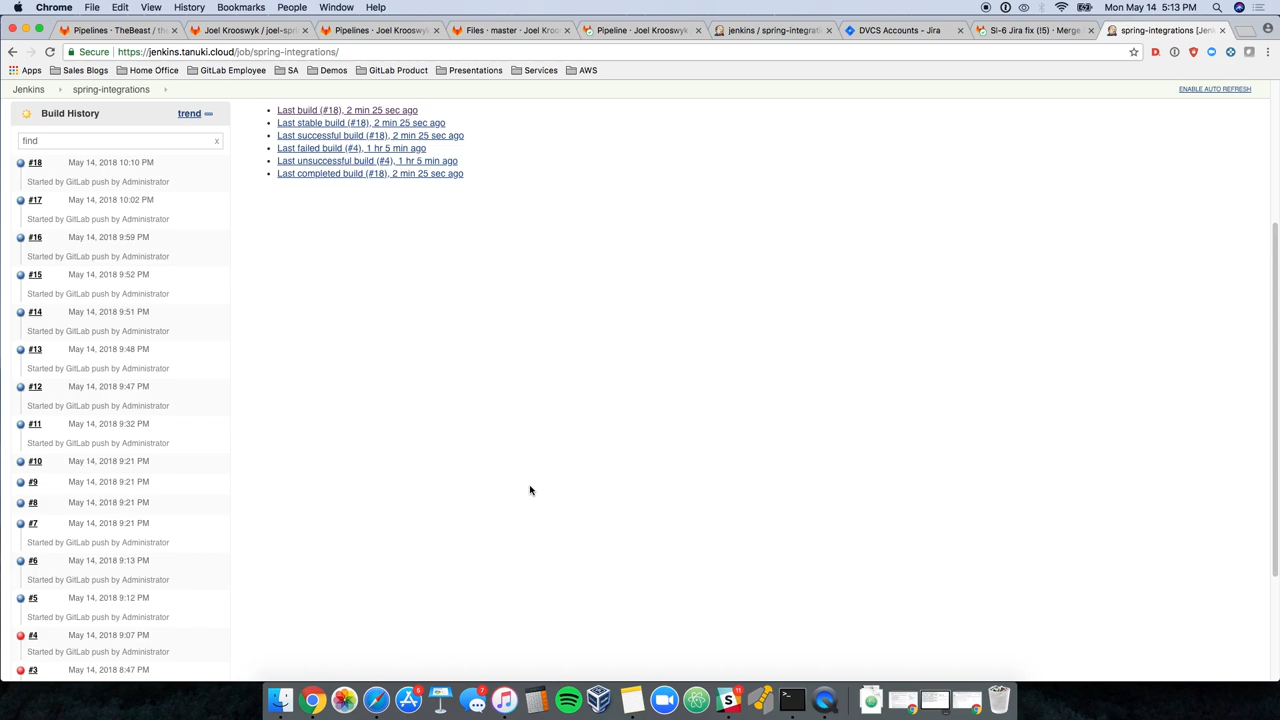 Chrome File Edit View History Bookmarks People Window Help
Mon May 14 5:13 PM
Pipelines · TheBeast / th
Joel Krooswyk / joel-spri
Pipelines · Joel Krooswy
Files · master · Joel Kroo
Pipeline · Joel Krooswyk
jenkins / spring-integrati
DVCS Accounts - Jira
SI-6 Jira fix (!5) · Merge
spring-integrations [Jenk
Joel
Secure https://jenkins.tanuki.cloud/job/spring-integrations/
Apps Sales Blogs Home Office GitLab Employee SA Demos GitLab Product Presentations Services AWS
Jenkins spring-integrations
ENABLE AUTO REFRESH
Build History trend
find x
#18 May 14, 2018 10:10 PM
Started by GitLab push by Administrator
#17 May 14, 2018 10:02 PM
Started by GitLab push by Administrator
#16 May 14, 2018 9:59 PM
Started by GitLab push by Administrator
#15 May 14, 2018 9:52 PM
Started by GitLab push by Administrator
#14 May 14, 2018 9:51 PM
Started by GitLab push by Administrator
#13 May 14, 2018 9:48 PM
Started by GitLab push by Administrator
#12 May 14, 2018 9:47 PM
Started by GitLab push by Administrator
#11 May 14, 2018 9:32 PM
Started by GitLab push by Administrator
#10 May 14, 2018 9:21 PM
#9 May 14, 2018 9:21 PM
#8 May 14, 2018 9:21 PM
#7 May 14, 2018 9:21 PM
Started by GitLab push by Administrator
#6 May 14, 2018 9:13 PM
Started by GitLab push by Administrator
#5 May 14, 2018 9:12 PM
Started by GitLab push by Administrator
#4 May 14, 2018 9:07 PM
Started by GitLab push by Administrator
#3 May 14, 2018 8:47 PM
Last build (#18), 2 min 25 sec ago
Last stable build (#18), 2 min 25 sec ago
Last successful build (#18), 2 min 25 sec ago
Last failed build (#4), 1 hr 5 min ago
Last unsuccessful build (#4), 1 hr 5 min ago
Last completed build (#18), 2 min 25 sec ago